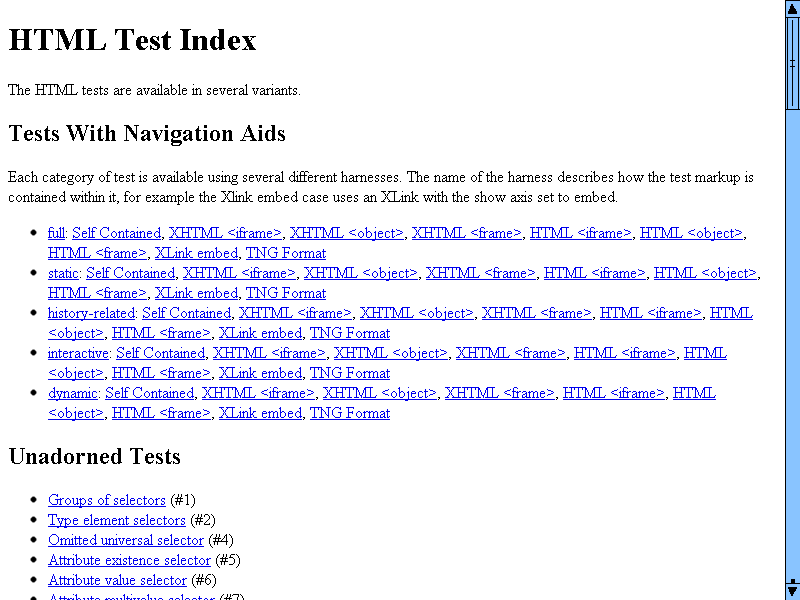 HTML Test Index
The HTML tests are available in several variants.
Tests With Navigation Aids
Each category of test is available using several different harnesses. The name of the harness describes how the test markup is
contained within it, for example the Xlink embed case uses an XLink with the show axis set to embed.
full: Self Contained, XHTML <iframe>, XHTML <object>, XHTML <frame>, HTML <iframe>, HTML <object>,
HTML <frame>, XLink embed, TNG Format
static: Self Contained, XHTML <iframe>, XHTML <object>, XHTML <frame>, HTML <iframe>, HTML <object>,
HTML <frame>, XLink embed, TNG Format
history-related: Self Contained, XHTML <iframe>, XHTML <object>, XHTML <frame>, HTML <iframe>, HTML
<object>, HTML <frame>, XLink embed, TNG Format
interactive: Self Contained, XHTML <iframe>, XHTML <object>, XHTML <frame>, HTML <iframe>, HTML
<object>, HTML <frame>, XLink embed, TNG Format
dynamic: Self Contained, XHTML <iframe>, XHTML <object>, XHTML <frame>, HTML <iframe>, HTML
<object>, HTML <frame>, XLink embed, TNG Format
Unadorned Tests
Groups of selectors (#1)
Type element selectors (#2)
Omitted universal selector (#4)
Attribute existence selector (#5)
Attribute value selector (#6)
Attribute multivalue selector (#7)